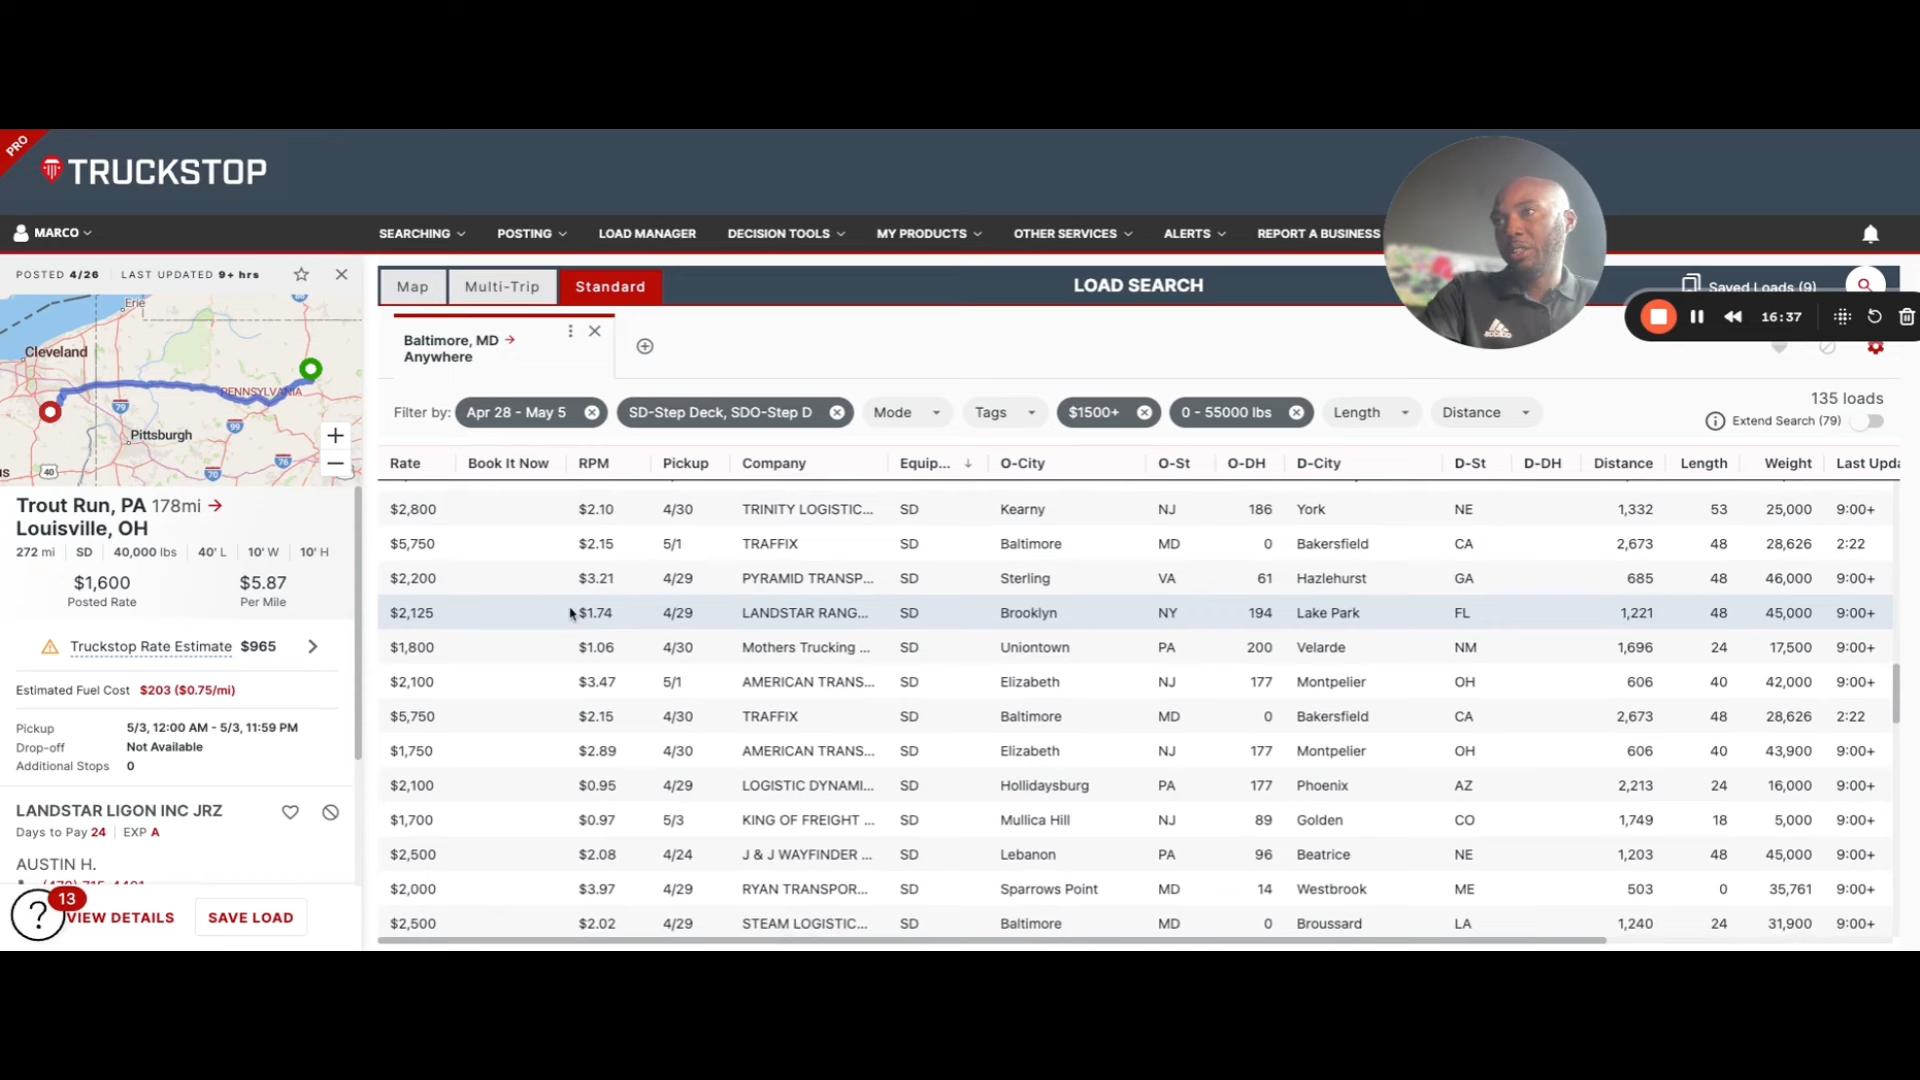 PRO
TRUCKSTOP
MARCO
SEARCHING
POSTING
LOAD MANAGER
DECISION TOOLS
MY PRODUCTS
OTHER SERVICES
ALERTS
REPORT A BUSINESS
POSTED 4/26 | LAST UPDATED 9+ hrs
Map
Multi-Trip
Standard
LOAD SEARCH
Saved Loads (9)
16:37
Baltimore, MD →
Anywhere
Filter by:
Apr 28 - May 5
SD-Step Deck, SDO-Step D
Mode
Tags
$1500+
0 - 55000 lbs
Length
Distance
135 loads
Extend Search (79)
Erie
Cleveland
PENNSYLVANIA
79
99
Pittsburgh
76
40
70
+
−
Trout Run, PA 178mi →
Louisville, OH
272 mi | SD | 40,000 lbs | 40' L | 10' W | 10' H
$1,600 $5.87
Posted Rate Per Mile
Truckstop Rate Estimate $965
Estimated Fuel Cost $203 ($0.75/mi)
Pickup 5/3, 12:00 AM - 5/3, 11:59 PM
Drop-off Not Available
Additional Stops 0
LANDSTAR LIGON INC JRZ
Days to Pay 24 | EXP A
AUSTIN H.
? 13
VIEW DETAILS
SAVE LOAD
Rate Book It Now RPM Pickup Company Equip... O-City O-St O-DH D-City D-St D-DH Distance Length Weight Last Upda
$2,800 $2.10 4/30 TRINITY LOGISTIC... SD Kearny NJ 186 York NE 1,332 53 25,000 9:00+
$5,750 $2.15 5/1 TRAFFIX SD Baltimore MD 0 Bakersfield CA 2,673 48 28,626 2:22
$2,200 $3.21 4/29 PYRAMID TRANSP... SD Sterling VA 61 Hazlehurst GA 685 48 46,000 9:00+
$2,125 $1.74 4/29 LANDSTAR RANG... SD Brooklyn NY 194 Lake Park FL 1,221 48 45,000 9:00+
$1,800 $1.06 4/30 Mothers Trucking ... SD Uniontown PA 200 Velarde NM 1,696 24 17,500 9:00+
$2,100 $3.47 5/1 AMERICAN TRANS... SD Elizabeth NJ 177 Montpelier OH 606 40 42,000 9:00+
$5,750 $2.15 4/30 TRAFFIX SD Baltimore MD 0 Bakersfield CA 2,673 48 28,626 2:22
$1,750 $2.89 4/30 AMERICAN TRANS... SD Elizabeth NJ 177 Montpelier OH 606 40 43,900 9:00+
$2,100 $0.95 4/29 LOGISTIC DYNAMI... SD Hollidaysburg PA 177 Phoenix AZ 2,213 24 16,000 9:00+
$1,700 $0.97 5/3 KING OF FREIGHT ... SD Mullica Hill NJ 89 Golden CO 1,749 18 5,000 9:00+
$2,500 $2.08 4/24 J & J WAYFINDER ... SD Lebanon PA 96 Beatrice NE 1,203 48 45,000 9:00+
$2,000 $3.97 4/29 RYAN TRANSPOR... SD Sparrows Point MD 14 Westbrook ME 503 0 35,761 9:00+
$2,500 $2.02 4/29 STEAM LOGISTIC... SD Baltimore MD 0 Broussard LA 1,240 24 31,900 9:00+